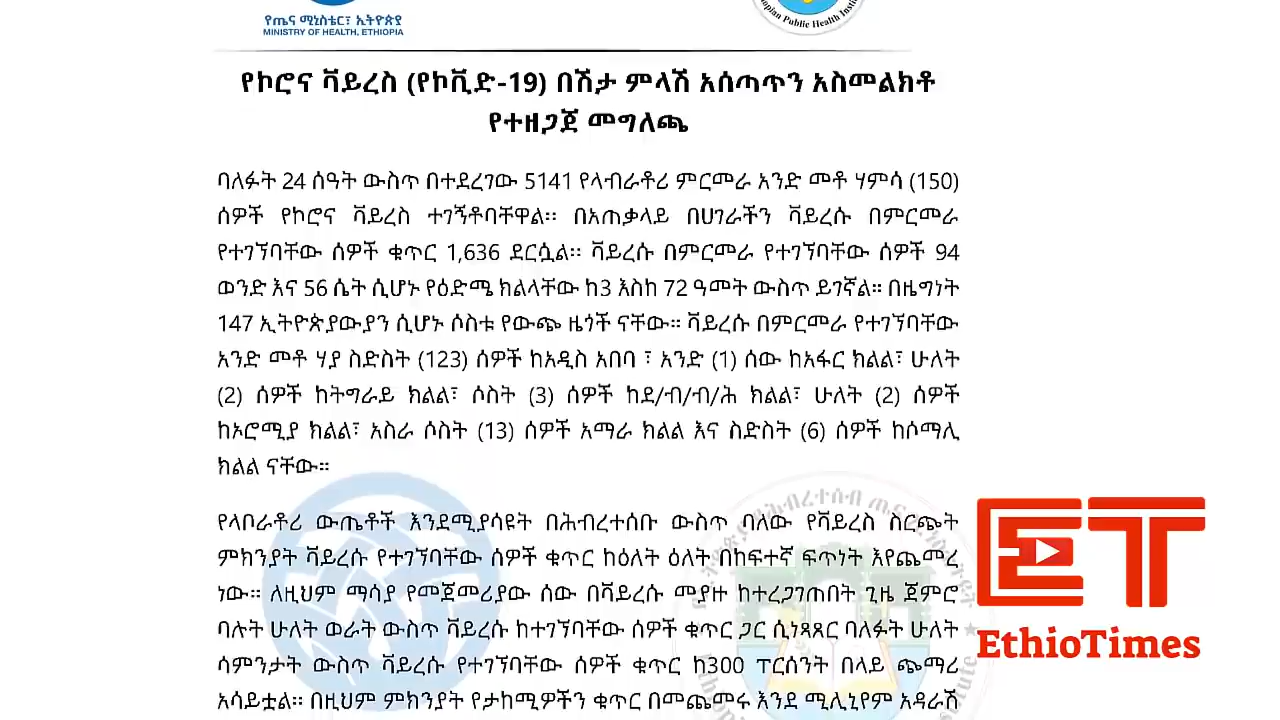 የጤና ሚኒስቴር፣ ኢትዮጵያ
MINISTRY OF HEALTH, ETHIOPIA
Public Health
የኮሮና ቫይረስ (የኮቪድ-19) በሽታ ምላሽ አሰጣጥን አስመልክቶ
የተዘጋጀ መግለጫ
ባለፉት 24 ሰዓት ውስጥ በተደረገው 5141 የላብራቶሪ ምርመራ አንድ መቶ ሃምሳ (150)
ሰዎች የኮሮና ቫይረስ ተገኝቶባቸዋል፡፡ በአጠቃላይ በሀገራችን ቫይረሱ በምርመራ
የተገኘባቸው ሰዎች ቁጥር 1,636 ደርሷል፡፡ ቫይረሱ በምርመራ የተገኘባቸው ሰዎች 94
ወንድ እና 56 ሴት ሲሆኑ የዕድሜ ክልላቸው ከ3 እስከ 72 ዓመት ውስጥ ይገኛል። በዜግነት
147 ኢትዮጵያውያን ሲሆኑ ሶስቱ የውጭ ዜጎች ናቸው። ቫይረሱ በምርመራ የተገኘባቸው
አንድ መቶ ሃያ ስድስት (123) ሰዎች ከአዲስ አበባ ፣ አንድ (1) ሰው ከአፋር ክልል፣ ሁለት
(2) ሰዎች ከትግራይ ክልል፣ ሶስት (3) ሰዎች ከደ/ብ/ብ/ሕ ክልል፣ ሁለት (2) ሰዎች
ከኦሮሚያ ክልል፣ አስራ ሶስት (13) ሰዎች አማራ ክልል እና ስድስት (6) ሰዎች ከሶማሊ
ክልል ናቸው።
የላቦራቶሪ ውጤቶች እንደሚያሳዩት በሕብረተሰቡ ውስጥ ባለው የቫይረስ ስርጭት
ምክንያት ቫይረሱ የተገኘባቸው ሰዎች ቁጥር ከዕለት ዕለት በከፍተኛ ፍጥነት እየጨመረ
ነው። ለዚህም ማሳያ የመጀመሪያው ሰው በቫይረሱ መያዙ ከተረጋገጠበት ጊዜ ጀምሮ
ባሉት ሁለት ወራት ውስጥ ቫይረሱ ከተገኘባቸው ሰዎች ቁጥር ጋር ሲነጻጸር ባለፉት ሁለት
ሳምንታት ውስጥ ቫይረሱ የተገኘባቸው ሰዎች ቁጥር ከ300 ፐርሰንት በላይ ጭማሪ
አሳይቷል፡፡ በዚህም ምክንያት የታካሚዎችን ቁጥር በመጨመሩ እንደ ሚሊኒየም አዳራሽ
ET
EthioTimes